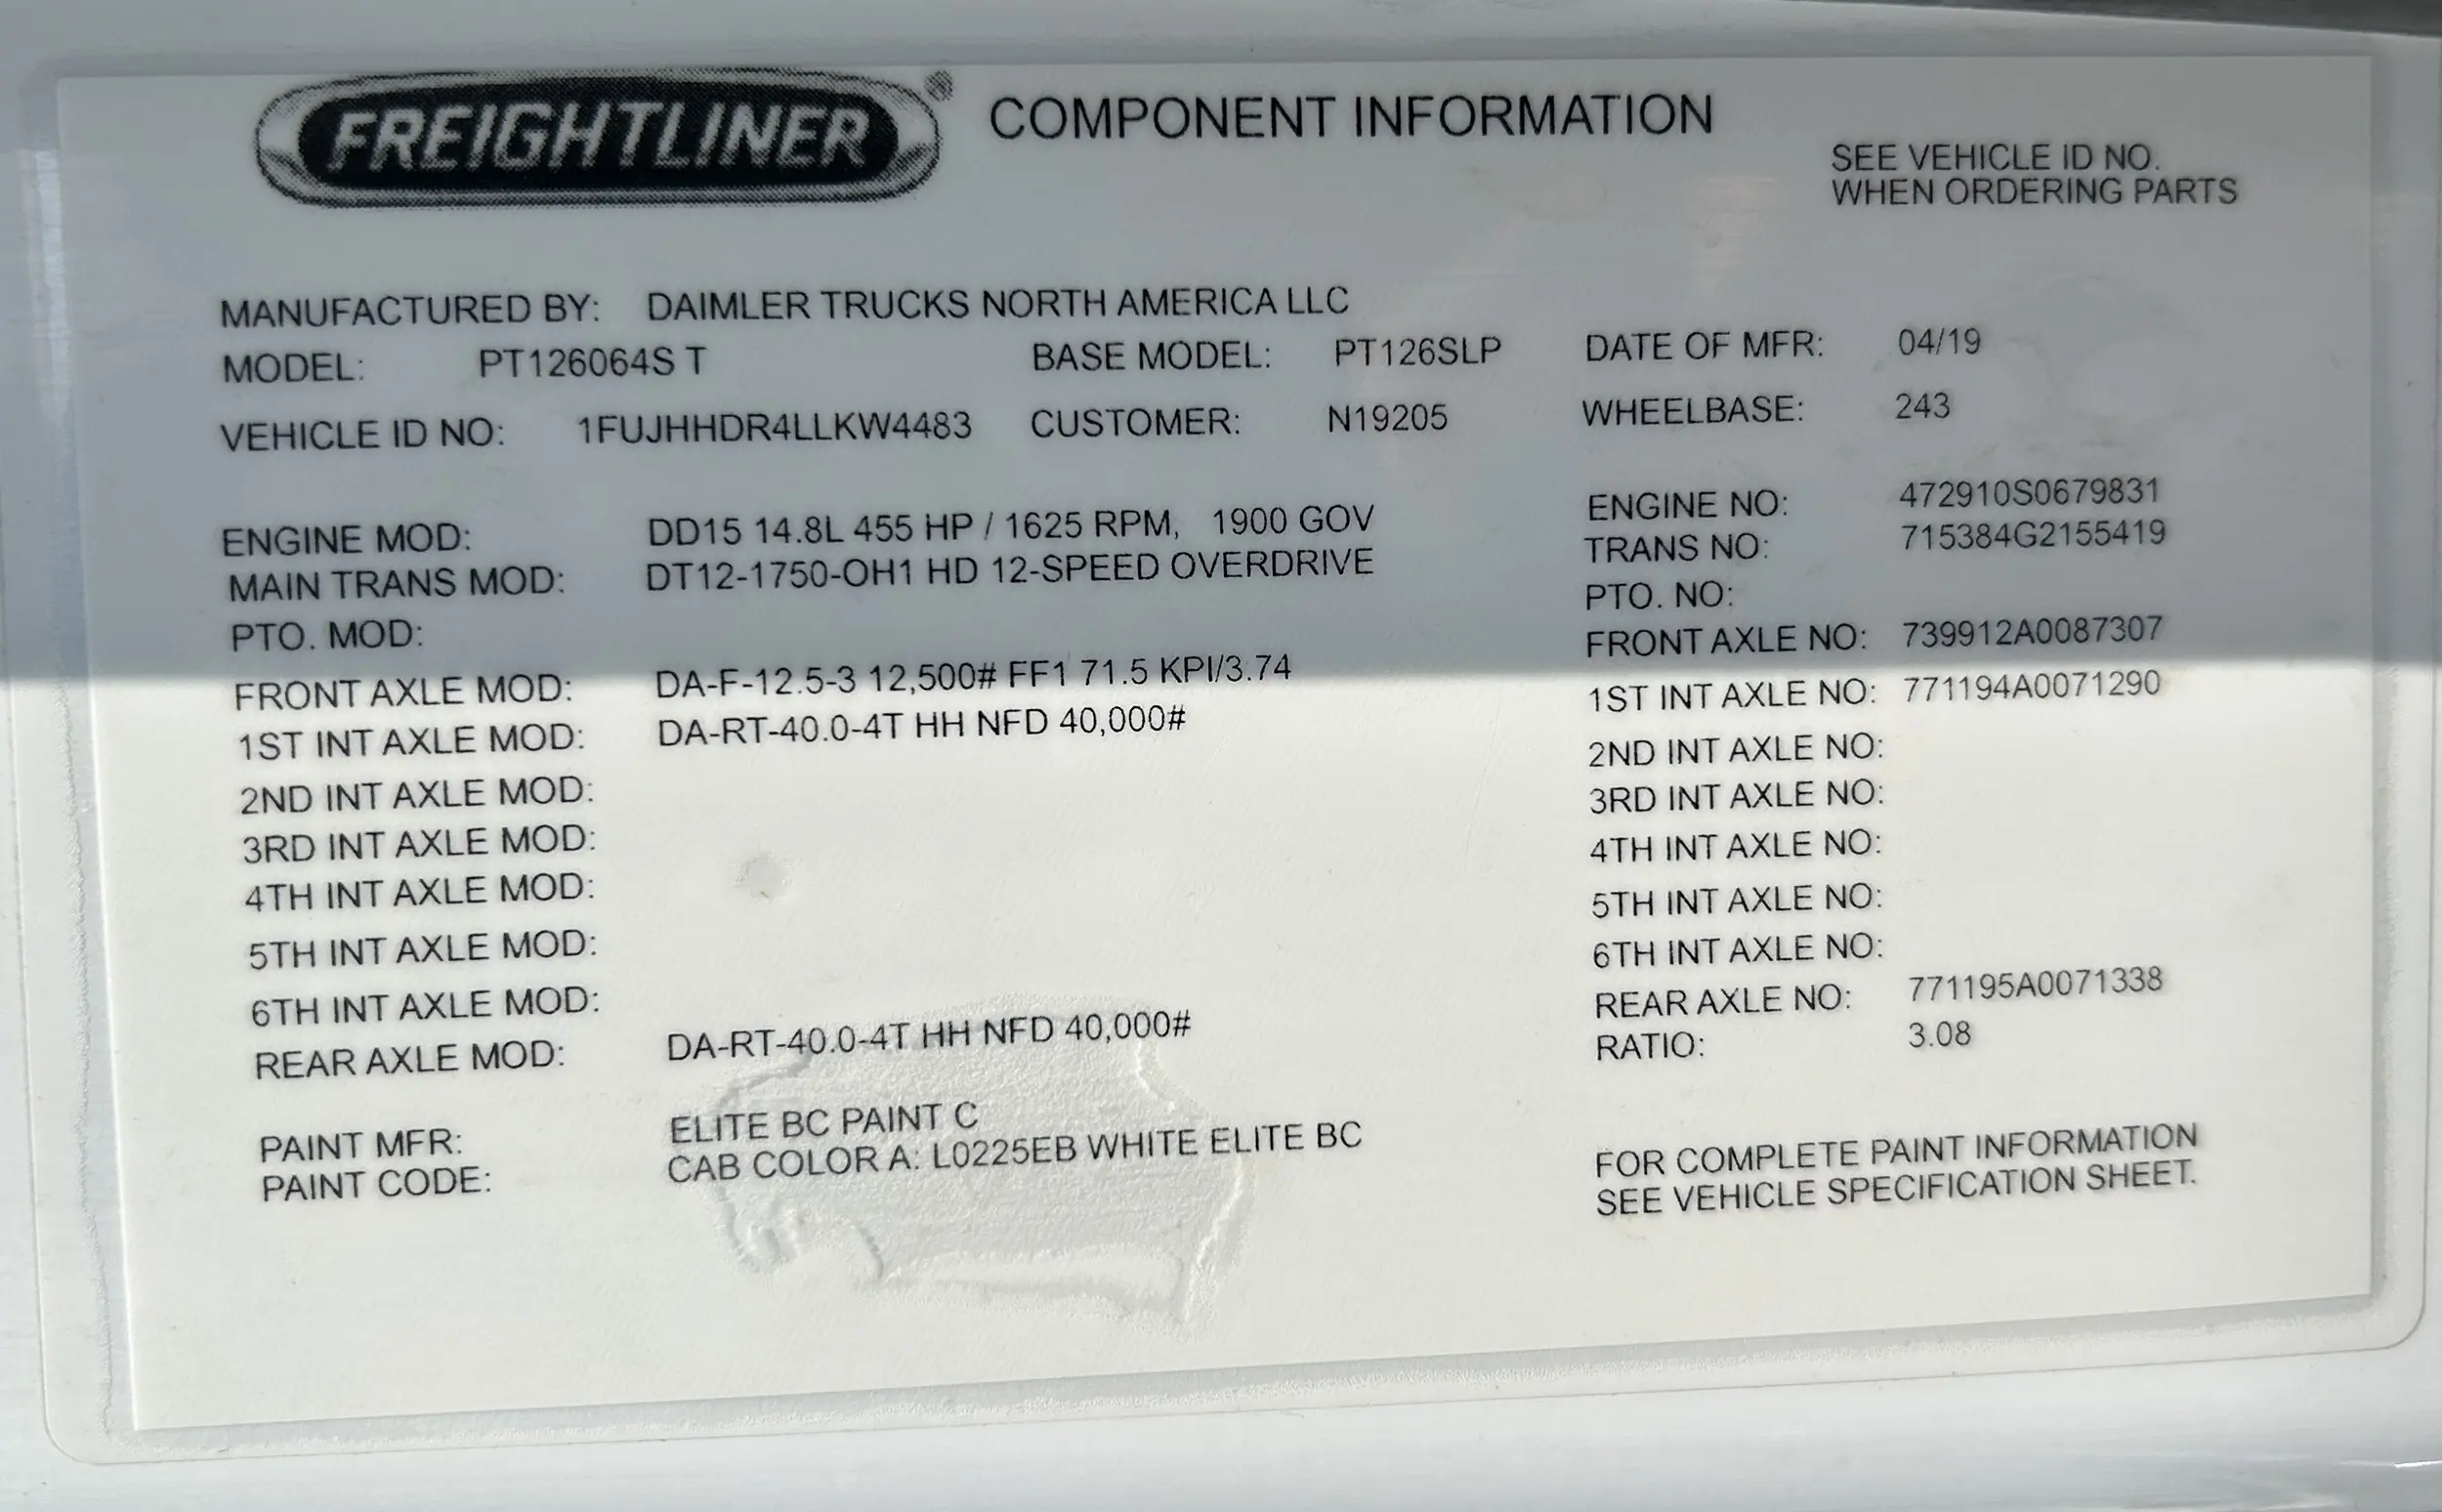 FREIGHTLINER® COMPONENT INFORMATION
SEE VEHICLE ID NO.
WHEN ORDERING PARTS
MANUFACTURED BY: DAIMLER TRUCKS NORTH AMERICA LLC
MODEL: PT126064S T BASE MODEL: PT126SLP DATE OF MFR: 04/19
VEHICLE ID NO: 1FUJHHDR4LLKW4483 CUSTOMER: N19205 WHEELBASE: 243
ENGINE MOD: DD15 14.8L 455 HP / 1625 RPM, 1900 GOV ENGINE NO: 472910S0679831
MAIN TRANS MOD: DT12-1750-OH1 HD 12-SPEED OVERDRIVE TRANS NO: 715384G2155419
PTO. MOD: PTO. NO:
FRONT AXLE MOD: DA-F-12.5-3 12,500# FF1 71.5 KPI/3.74 FRONT AXLE NO: 739912A0087307
1ST INT AXLE MOD: DA-RT-40.0-4T HH NFD 40,000# 1ST INT AXLE NO: 771194A0071290
2ND INT AXLE MOD: 2ND INT AXLE NO:
3RD INT AXLE MOD: 3RD INT AXLE NO:
4TH INT AXLE MOD: 4TH INT AXLE NO:
5TH INT AXLE MOD: 5TH INT AXLE NO:
6TH INT AXLE MOD: 6TH INT AXLE NO:
REAR AXLE MOD: DA-RT-40.0-4T HH NFD 40,000# REAR AXLE NO: 771195A0071338
RATIO: 3.08
PAINT MFR: ELITE BC PAINT C
PAINT CODE: CAB COLOR A: L0225EB WHITE ELITE BC
FOR COMPLETE PAINT INFORMATION
SEE VEHICLE SPECIFICATION SHEET.